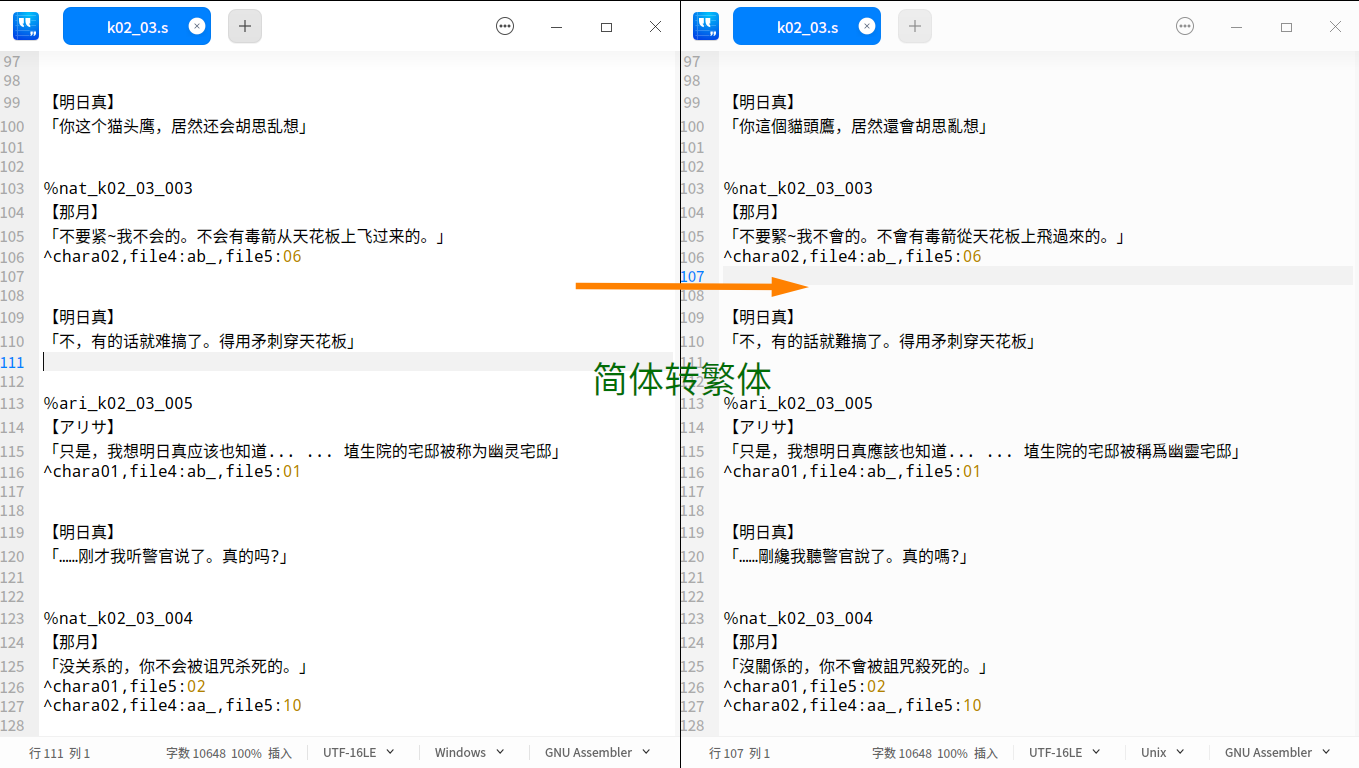 k02_03.s
97
98
99 【明日真】
100 「你这个猫头鹰，居然还会胡思乱想」
101
102
103 %nat_k02_03_003
104 【那月】
105 「不要紧~我不会的。不会有毒箭从天花板上飞过来的。」
106 ^chara02,file4:ab_,file5:06
107
108
109 【明日真】
110 「不，有的话就难搞了。得用矛刺穿天花板」
111
112
113 %ari_k02_03_005
114 【アリサ】
115 「只是，我想明日真应该也知道... ... 埴生院的宅邸被称为幽灵宅邸」
116 ^chara01,file4:ab_,file5:01
117
118
119 【明日真】
120 「……刚才我听警官说了。真的吗?」
121
122
123 %nat_k02_03_004
124 【那月】
125 「没关系的，你不会被诅咒杀死的。」
126 ^chara01,file5:02
127 ^chara02,file4:aa_,file5:10
128
行 111 列 1 字数 10648 100% 插入 UTF-16LE Windows GNU Assembler
简体转繁体
k02_03.s
97
98
99 【明日真】
100 「你這個貓頭鷹，居然還會胡思亂想」
101
102
103 %nat_k02_03_003
104 【那月】
105 「不要緊~我不會的。不會有毒箭從天花板上飛過來的。」
106 ^chara02,file4:ab_,file5:06
107
108
109 【明日真】
110 「不，有的話就難搞了。得用矛刺穿天花板」
111
112
113 %ari_k02_03_005
114 【アリサ】
115 「只是，我想明日真應該也知道... ... 埴生院的宅邸被稱爲幽靈宅邸」
116 ^chara01,file4:ab_,file5:01
117
118
119 【明日真】
120 「……剛纔我聽警官說了。真的嗎?」
121
122
123 %nat_k02_03_004
124 【那月】
125 「沒關係的，你不會被詛咒殺死的。」
126 ^chara01,file5:02
127 ^chara02,file4:aa_,file5:10
128
行 107 列 1 字数 10648 100% 插入 UTF-16LE Unix GNU Assembler